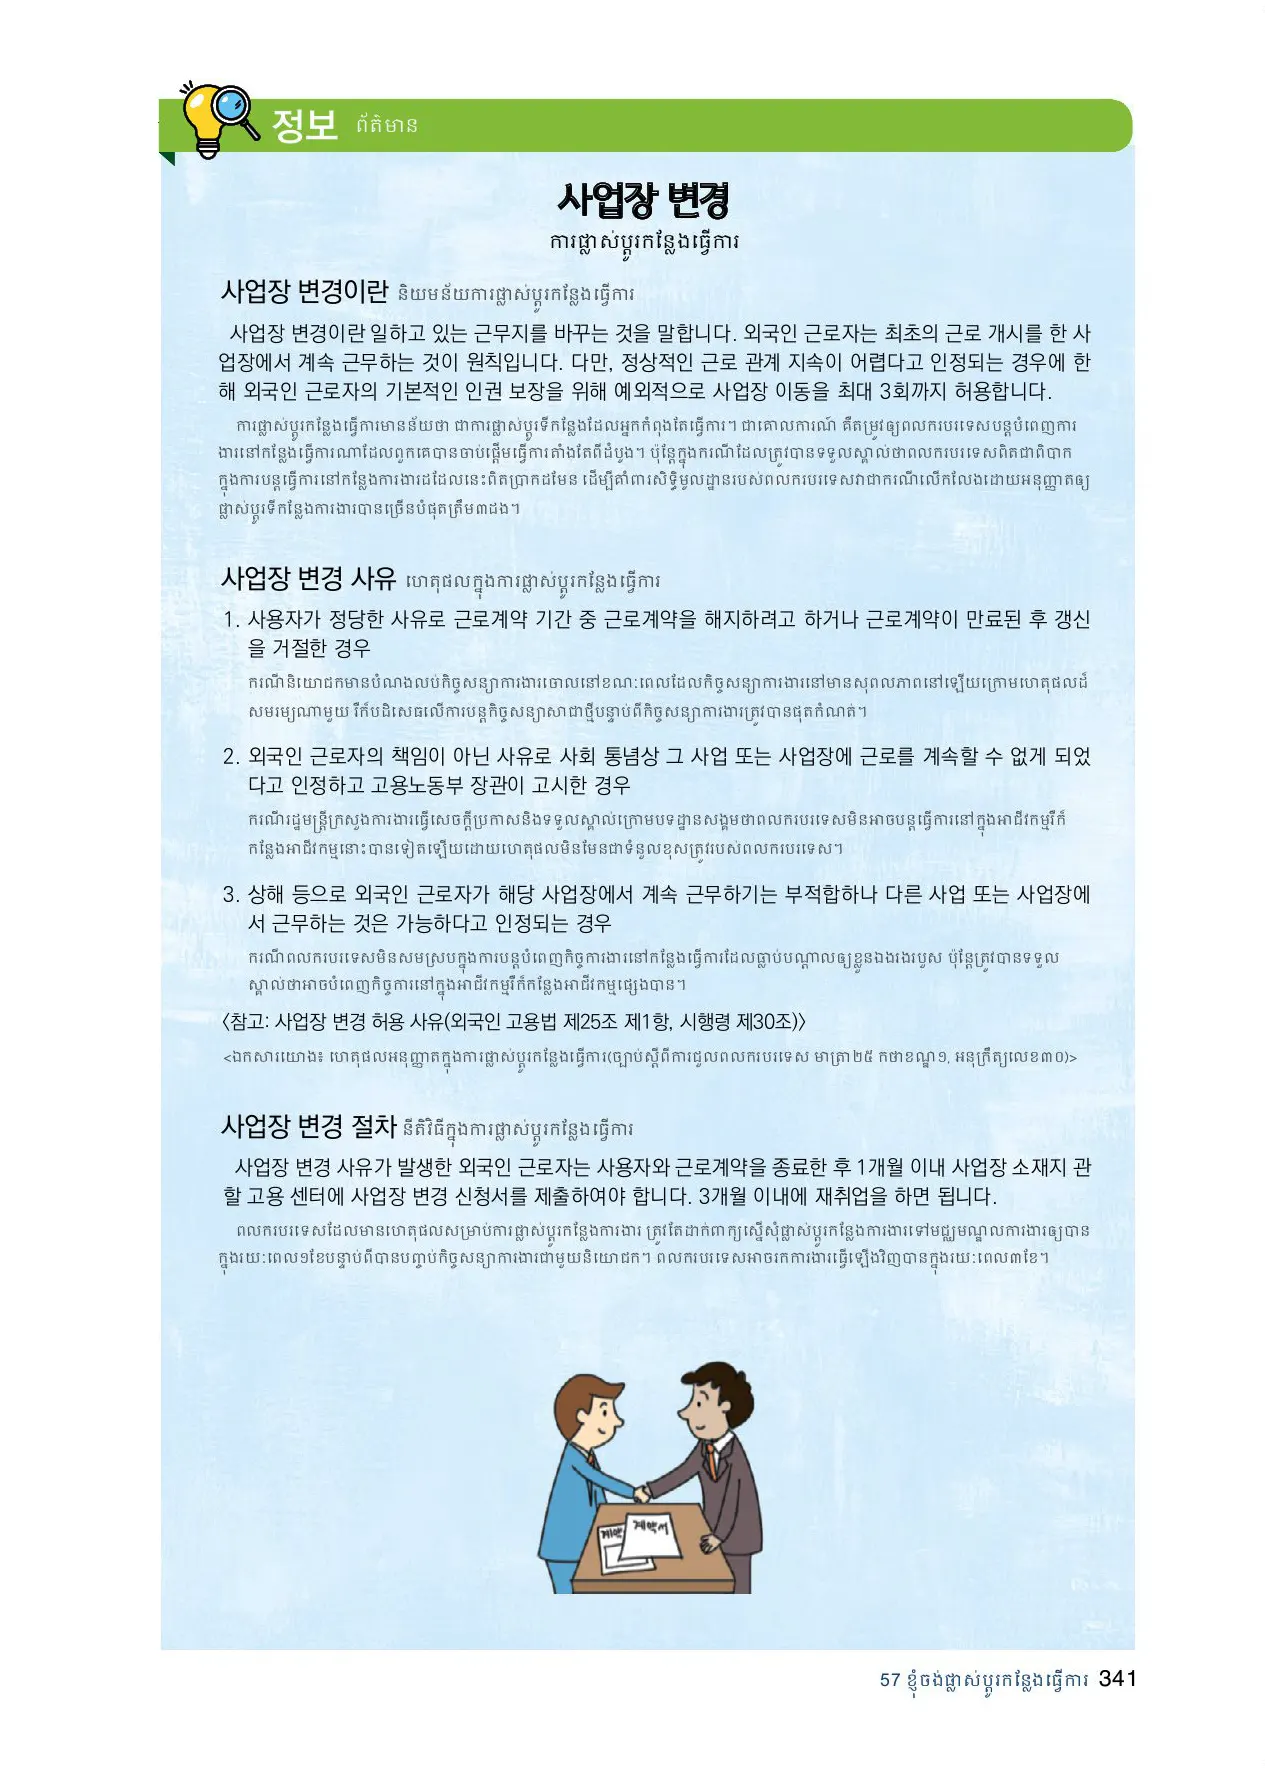 정보 ព័ត៌មាន
사업장 변경
ការផ្លាស់ប្តូរកន្លែងធ្វើការ
사업장 변경이란 និយមន័យការផ្លាស់ប្តូរកន្លែងធ្វើការ
사업장 변경이란 일하고 있는 근무지를 바꾸는 것을 말합니다. 외국인 근로자는 최초의 근로 개시를 한 사
업장에서 계속 근무하는 것이 원칙입니다. 다만, 정상적인 근로 관계 지속이 어렵다고 인정되는 경우에 한
해 외국인 근로자의 기본적인 인권 보장을 위해 예외적으로 사업장 이동을 최대 3회까지 허용합니다.
ការផ្លាស់ប្តូរកន្លែងធ្វើការមានន័យថា ជាការផ្លាស់ប្តូរទីកន្លែងដែលអ្នកកំពុងតែធ្វើការ។ ជាគោលការណ៍ គឺតម្រូវឲ្យពលករបរទេសបន្តបំពេញការ
ងារនៅកន្លែងធ្វើការណាដែលពួកគេបានចាប់ផ្តើមធ្វើការតាំងតែពីដំបូង។ ប៉ុន្តែក្នុងករណីដែលត្រូវបានទទួលស្គាល់ថាពលករបរទេសពិតជាពិបាក
ក្នុងការបន្តធ្វើការនៅកន្លែងការងារដដែលនេះពិតប្រាកដមែន ដើម្បីគាំពារសិទ្ធិមូលដ្ឋានរបស់ពលករបរទេសវាជាករណីលើកលែងដោយអនុញ្ញាតឲ្យ
ផ្លាស់ប្តូរទីកន្លែងការងារបានច្រើនបំផុតត្រឹម៣ដង។
사업장 변경 사유 ហេតុផលក្នុងការផ្លាស់ប្តូរកន្លែងធ្វើការ
1. 사용자가 정당한 사유로 근로계약 기간 중 근로계약을 해지하려고 하거나 근로계약이 만료된 후 갱신
을 거절한 경우
ករណីនិយោជកមានបំណងលប់កិច្ចសន្យាការងារចោលនៅខណៈពេលដែលកិច្ចសន្យាការងារនៅមានសុពលភាពនៅឡើយក្រោមហេតុផលដ៏
សមរម្យណាមួយ រឺក៏បដិសេធលើការបន្តកិច្ចសន្យាសាជាថ្មីបន្ទាប់ពីកិច្ចសន្យាការងារត្រូវបានផុតកំណត់។
2. 외국인 근로자의 책임이 아닌 사유로 사회 통념상 그 사업 또는 사업장에 근로를 계속할 수 없게 되었
다고 인정하고 고용노동부 장관이 고시한 경우
ករណីរដ្ឋមន្ត្រីក្រសួងការងារធ្វើសេចក្តីប្រកាសនិងទទួលស្គាល់ក្រោមបទដ្ឋានសង្គមថាពលករបរទេសមិនអាចបន្តធ្វើការនៅក្នុងអាជីវកម្មរឺក៏
កន្លែងអាជីវកម្មនោះបានទៀតឡើយដោយហេតុផលមិនមែនជាទំនួលខុសត្រូវរបស់ពលករបរទេស។
3. 상해 등으로 외국인 근로자가 해당 사업장에서 계속 근무하기는 부적합하나 다른 사업 또는 사업장에
서 근무하는 것은 가능하다고 인정되는 경우
ករណីពលករបរទេសមិនសមស្របក្នុងការបន្តបំពេញកិច្ចការងារនៅកន្លែងធ្វើការដែលធ្លាប់បណ្តាលឲ្យខ្លួនឯងរងរបួស ប៉ុន្តែត្រូវបានទទួល
ស្គាល់ថាអាចបំពេញកិច្ចការនៅក្នុងអាជីវកម្មរឺក៏កន្លែងអាជីវកម្មផ្សេងបាន។
〈참고: 사업장 변경 허용 사유(외국인 고용법 제25조 제1항, 시행령 제30조)〉
<ឯកសារយោង៖ ហេតុផលអនុញ្ញាតក្នុងការផ្លាស់ប្តូរកន្លែងធ្វើការ(ច្បាប់ស្តីពីការជួលពលករបរទេស មាត្រា២៥ កថាខណ្ឌ១, អនុក្រឹត្យលេខ៣០)>
사업장 변경 절차 នីតិវិធីក្នុងការផ្លាស់ប្តូរកន្លែងធ្វើការ
사업장 변경 사유가 발생한 외국인 근로자는 사용자와 근로계약을 종료한 후 1개월 이내 사업장 소재지 관
할 고용 센터에 사업장 변경 신청서를 제출하여야 합니다. 3개월 이내에 재취업을 하면 됩니다.
ពលករបរទេសដែលមានហេតុផលសម្រាប់ការផ្លាស់ប្តូរកន្លែងការងារ ត្រូវតែដាក់ពាក្យស្នើសុំផ្លាស់ប្តូរកន្លែងការងារទៅមជ្ឈមណ្ឌលការងារឲ្យបាន
ក្នុងរយៈពេល១ខែបន្ទាប់ពីបានបញ្ចប់កិច្ចសន្យាការងារជាមួយនិយោជក។ ពលករបរទេសអាចរកការងារធ្វើឡើងវិញបានក្នុងរយៈពេល៣ខែ។
계약 계약서
57 ខ្ញុំចង់ផ្លាស់ប្តូរកន្លែងធ្វើការ 341